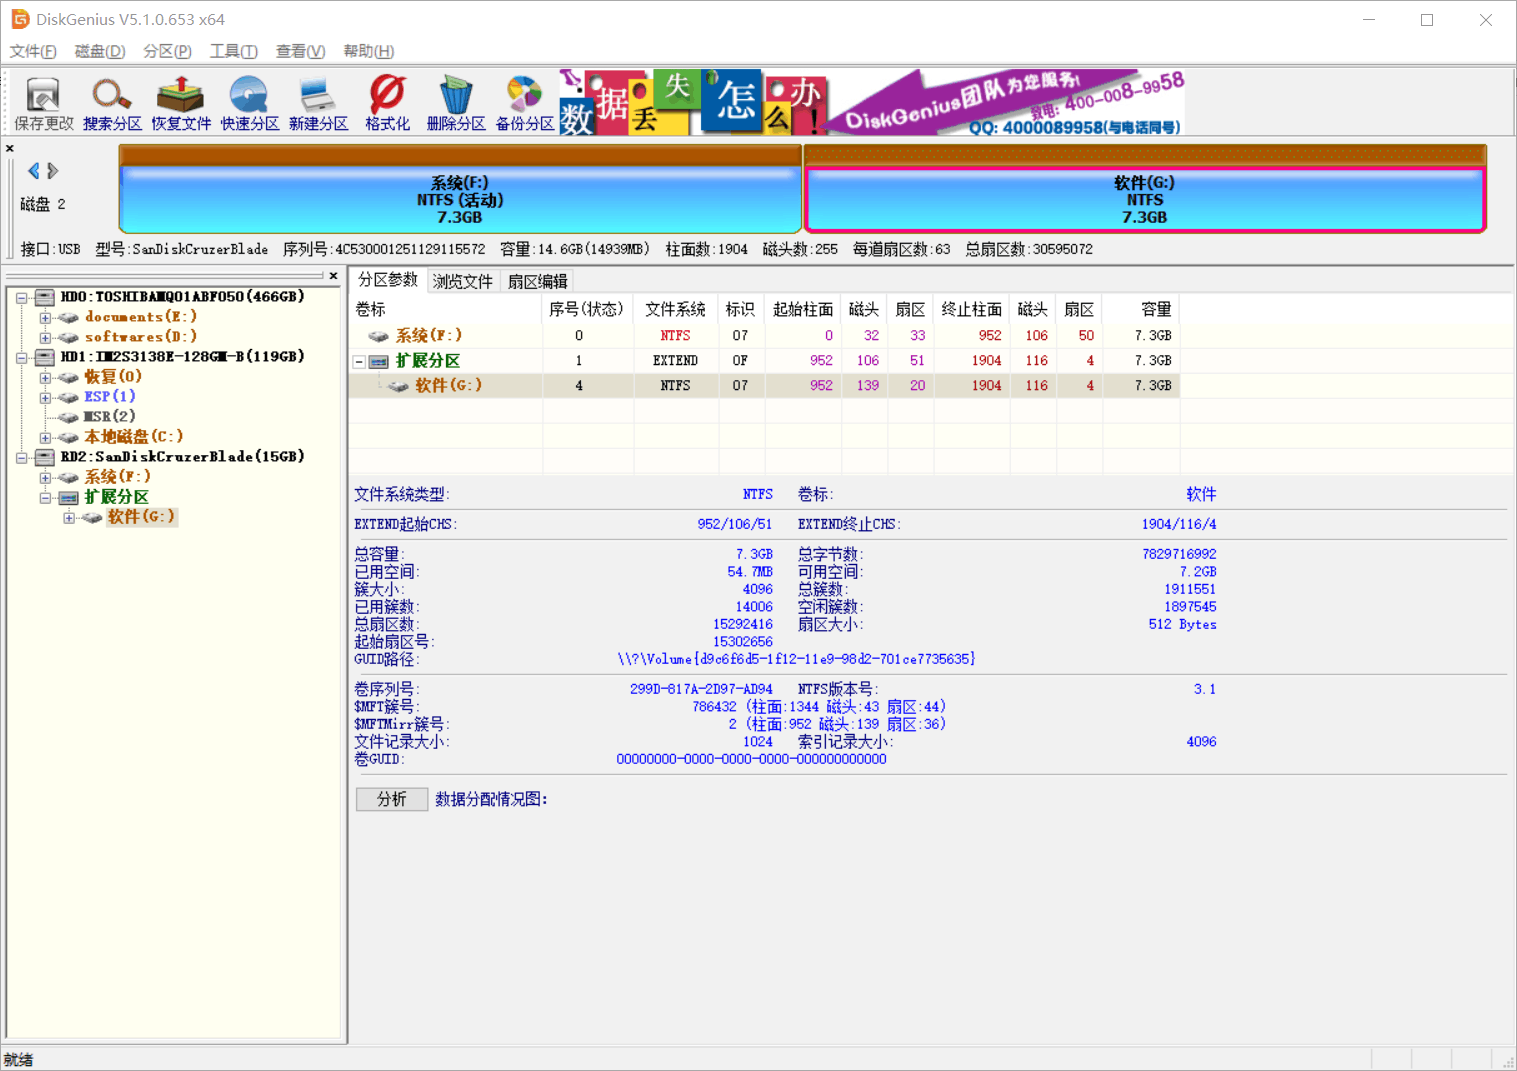 DiskGenius V5.1.0.653 x64
文件(F) 磁盘(D) 分区(P) 工具(T) 查看(V) 帮助(H)
保存更改 搜索分区 恢复文件 快速分区 新建分区 格式化 删除分区 备份分区
数据丢失怎么办!
DiskGenius团队为您服务!
致电: 400-008-9958
QQ: 4000089958(与电话同号)
磁盘 2
系统(F:)
NTFS (活动)
7.3GB
软件(G:)
NTFS
7.3GB
接口:USB 型号:SanDiskCruzerBlade 序列号:4C530001251129115572 容量:14.6GB(14939MB) 柱面数:1904 磁头数:255 每道扇区数:63 总扇区数:30595072
HD0:TOSHIBAMQ01ABF050(466GB)
documents(E:)
softwares(D:)
HD1:IM2S3138E-128GM-B(119GB)
恢复(0)
ESP(1)
MSR(2)
本地磁盘(C:)
RD2:SanDiskCruzerBlade(15GB)
系统(F:)
扩展分区
软件(G:)
分区参数 浏览文件 扇区编辑
卷标 序号(状态) 文件系统 标识 起始柱面 磁头 扇区 终止柱面 磁头 扇区 容量
系统(F:) 0 NTFS 07 0 32 33 952 106 50 7.3GB
扩展分区 1 EXTEND 0F 952 106 51 1904 116 4 7.3GB
软件(G:) 4 NTFS 07 952 139 20 1904 116 4 7.3GB
文件系统类型: NTFS 卷标: 软件
EXTEND起始CHS: 952/106/51 EXTEND终止CHS: 1904/116/4
总容量: 7.3GB 总字节数: 7829716992
已用空间: 54.7MB 可用空间: 7.2GB
簇大小: 4096 总簇数: 1911551
已用簇数: 14006 空闲簇数: 1897545
总扇区数: 15292416 扇区大小: 512 Bytes
起始扇区号: 15302656
GUID路径: \\?\Volume{d9c6f6d5-1f12-11e9-98d2-701ce7735635}
卷序列号: 299D-817A-2D97-AD94 NTFS版本号: 3.1
$MFT簇号: 786432 (柱面:1344 磁头:43 扇区:44)
$MFTMirr簇号: 2 (柱面:952 磁头:139 扇区:36)
文件记录大小: 1024 索引记录大小: 4096
卷GUID: 00000000-0000-0000-0000-000000000000
分析 数据分配情况图:
就绪